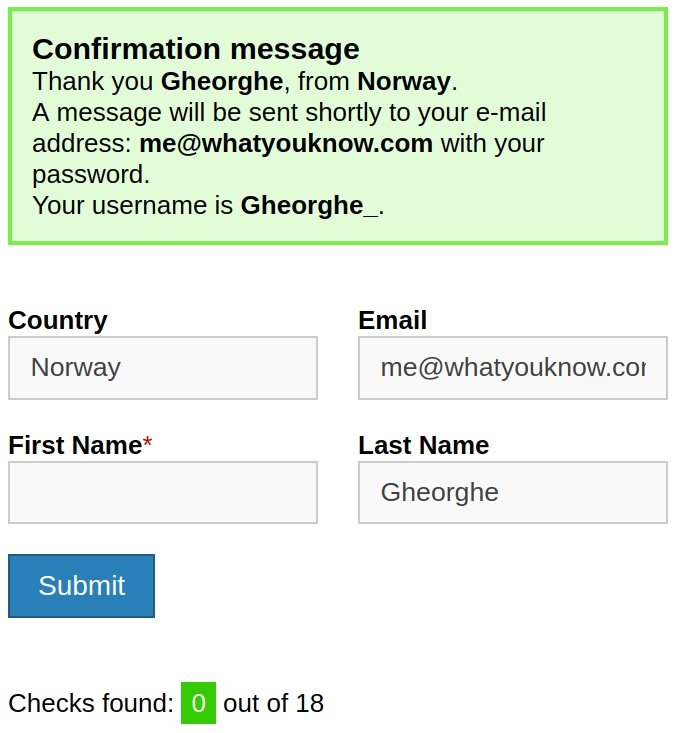 Confirmation message
Thank you Gheorghe, from Norway.
A message will be sent shortly to your e-mail
address: me@whatyouknow.com with your
password.
Your username is Gheorghe_.
Country
Email
Norway
me@whatyouknow.cor
First Name*
Last Name
Gheorghe
Submit
Checks found: 0 out of 18